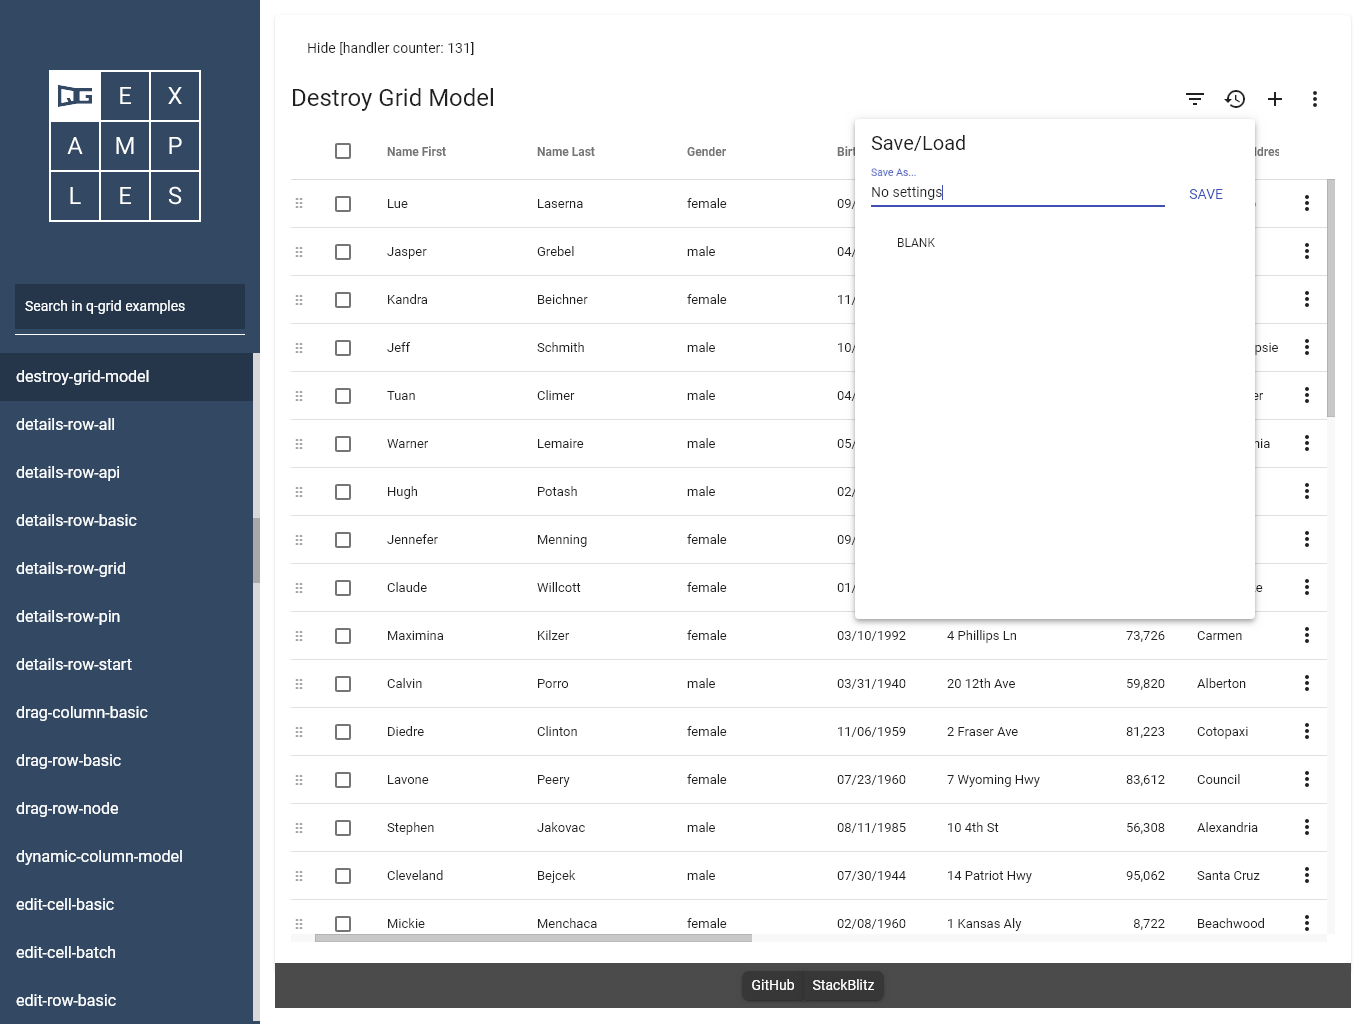 QG E X
A M P
L E S
Search in q-grid examples
destroy-grid-model
details-row-all
details-row-api
details-row-basic
details-row-grid
details-row-pin
details-row-start
drag-column-basic
drag-row-basic
drag-row-node
dynamic-column-model
edit-cell-basic
edit-cell-batch
edit-row-basic
Hide [handler counter: 131]
Destroy Grid Model
Name First Name Last Gender
Lue Laserna female 09/
Jasper Grebel male 04/
Kandra Beichner female 11/
Jeff Schmith male 10/
Tuan Climer male 04/
Warner Lemaire male 05/
Hugh Potash male 02/
Jennefer Menning female 09/
Claude Willcott female 01/
Maximina Kilzer female 03/10/1992 4 Phillips Ln 73,726 Carmen
Calvin Porro male 03/31/1940 20 12th Ave 59,820 Alberton
Diedre Clinton female 11/06/1959 2 Fraser Ave 81,223 Cotopaxi
Lavone Peery female 07/23/1960 7 Wyoming Hwy 83,612 Council
Stephen Jakovac male 08/11/1985 10 4th St 56,308 Alexandria
Cleveland Bejcek male 07/30/1944 14 Patriot Hwy 95,062 Santa Cruz
Mickie Menchaca female 02/08/1960 1 Kansas Aly 8,722 Beachwood
Save/Load
Save As...
No settings SAVE
BLANK
GitHub StackBlitz